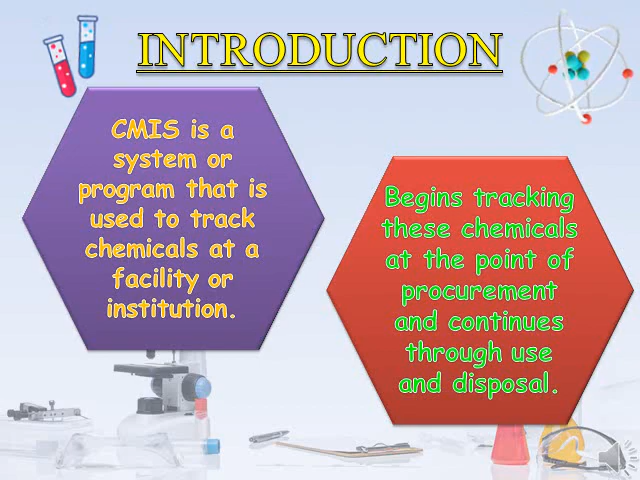 INTRODUCTION
CMIS is a
system or
program that is
used to track
chemicals at a
facility or
institution.
Begins tracking
these chemicals
at the point of
procurement
and continues
through use
and disposal.